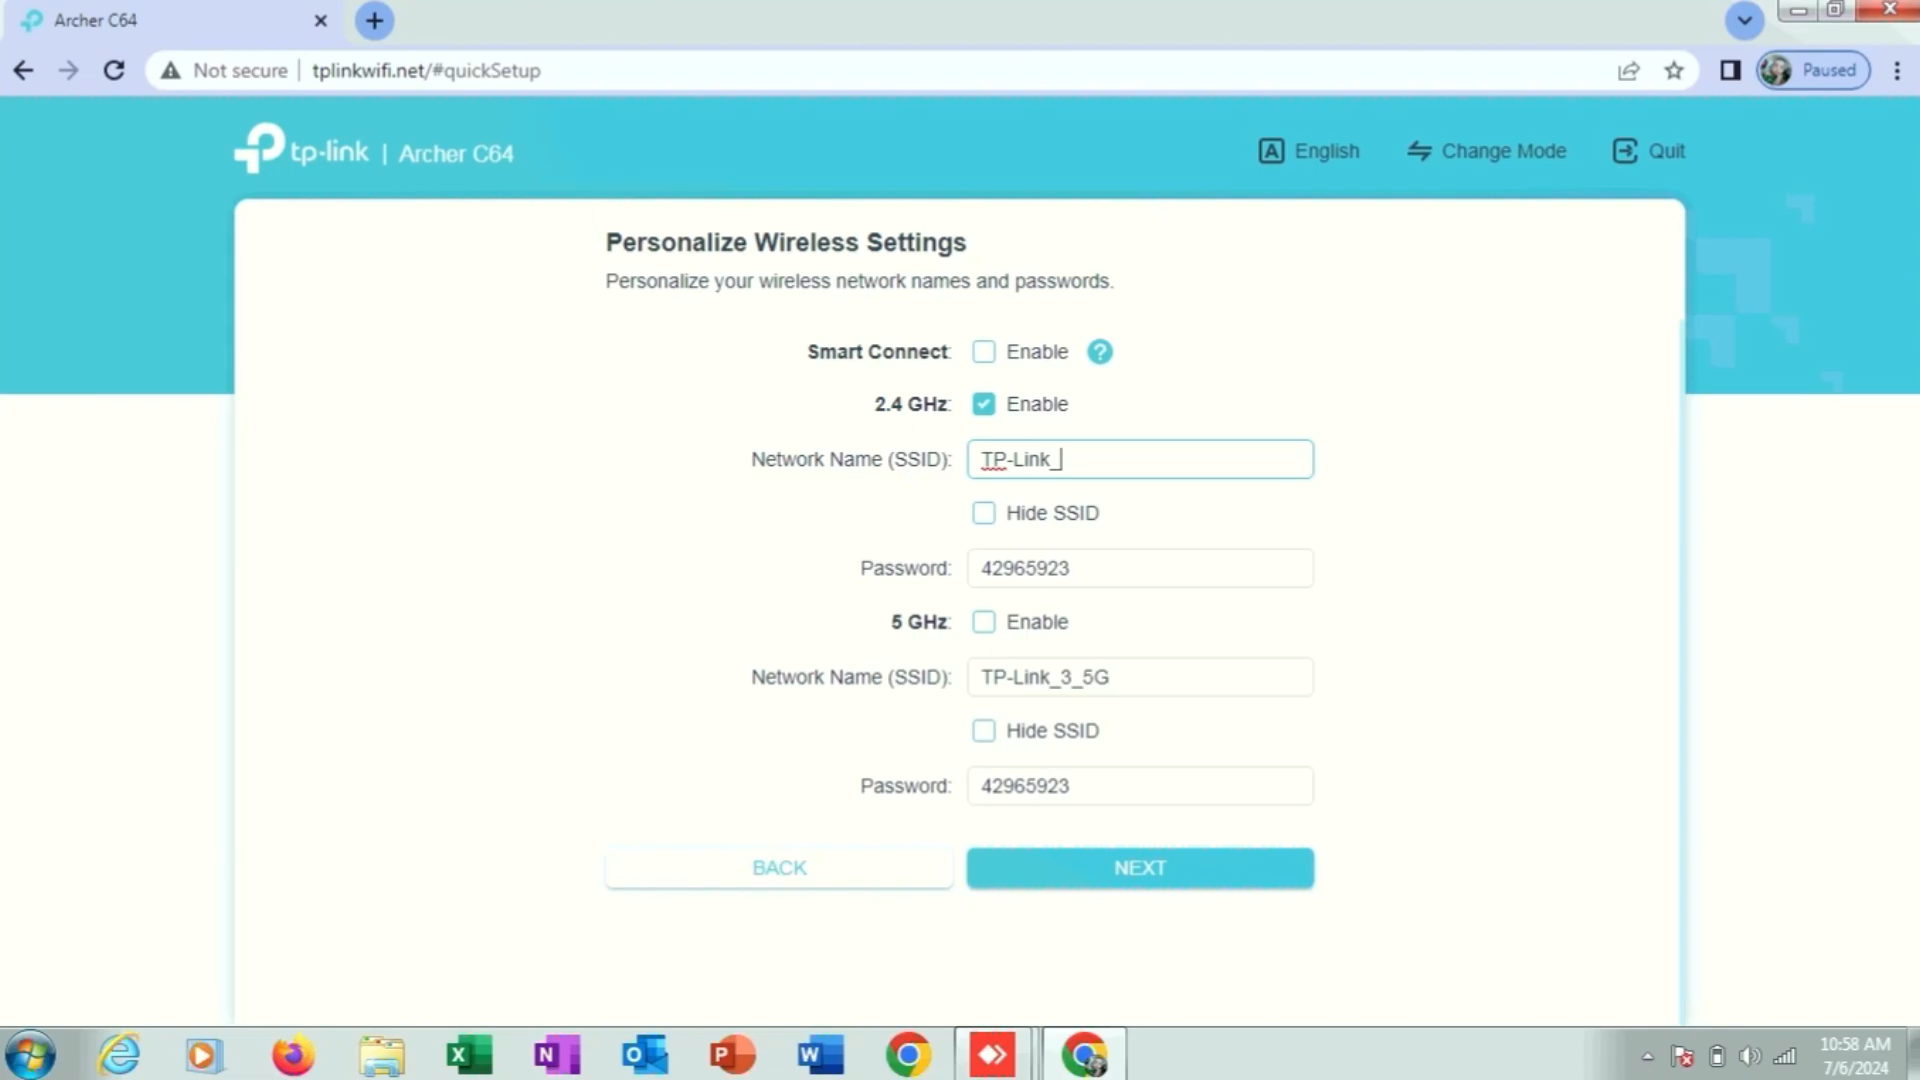 Archer C64
Not secure | tplinkwifi.net/#quickSetup
Paused
tp-link | Archer C64
English
Change Mode
Quit
Personalize Wireless Settings
Personalize your wireless network names and passwords.
Smart Connect: Enable ?
2.4 GHz: Enable
Network Name (SSID): TP-Link_
Hide SSID
Password: 42965923
5 GHz: Enable
Network Name (SSID): TP-Link_3_5G
Hide SSID
Password: 42965923
BACK
NEXT
10:58 AM
7/6/2024